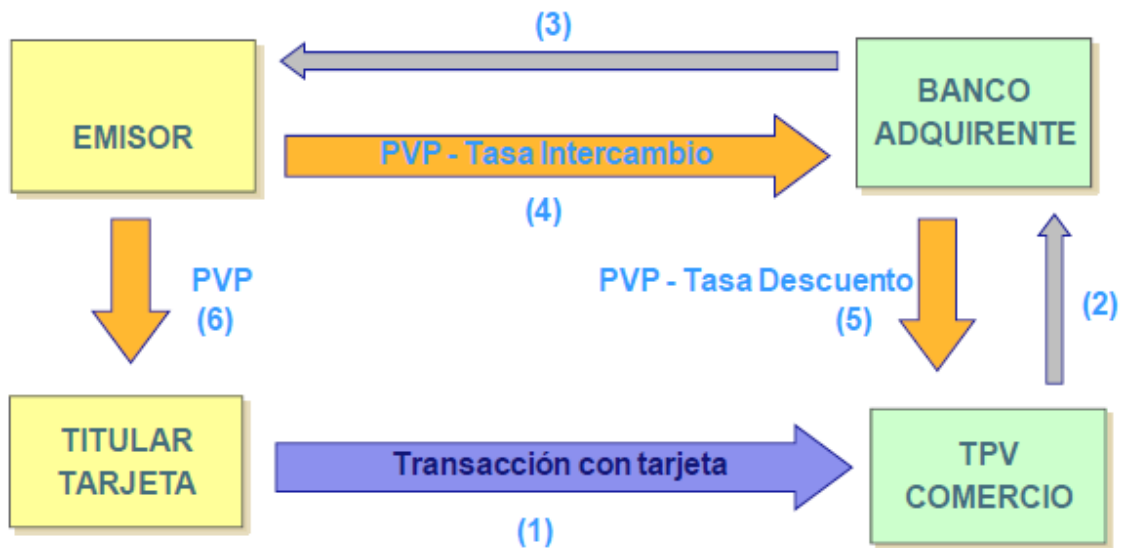 (3)
EMISOR
BANCO
ADQUIRENTE
PVP - Tasa Intercambio
(4)
PVP
(6)
PVP - Tasa Descuento
(5)
(2)
TITULAR
TARJETA
Transacción con tarjeta
(1)
TPV
COMERCIO